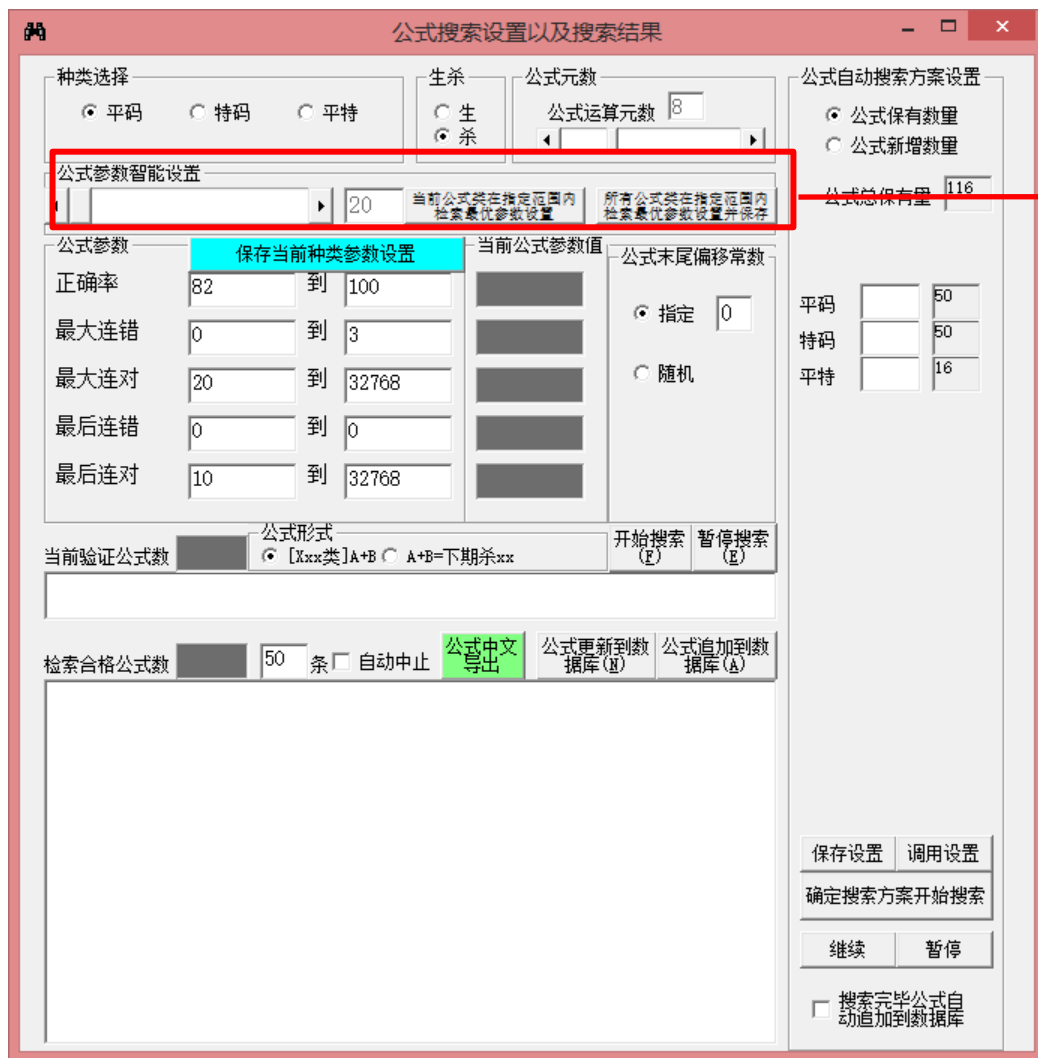 公式搜索设置以及搜索结果
种类选择
平码 特码 平特
生杀
生
杀
公式元数
公式运算元数 8
公式自动搜索方案设置
公式保有数量
公式新增数量
公式总保有量 116
公式参数智能设置
20
当前公式类在指定范围内
检索最优参数设置
所有公式类在指定范围内
检索最优参数设置并保存
公式参数
保存当前种类参数设置
当前公式参数值
正确率 82 到 100
最大连错 0 到 3
最大连对 20 到 32768
最后连错 0 到 0
最后连对 10 到 32768
公式末尾偏移常数
指定 0
随机
平码 50
特码 50
平特 16
当前验证公式数
公式形式
[Xxx类]A+B A+B=下期杀xx
开始搜索
(F)
暂停搜索
(E)
检索合格公式数 50 条 自动中止
公式中文
导出
公式更新到数
据库(N)
公式追加到数
据库(A)
保存设置 调用设置
确定搜索方案开始搜索
继续 暂停
搜索完毕公式自
动追加到数据库